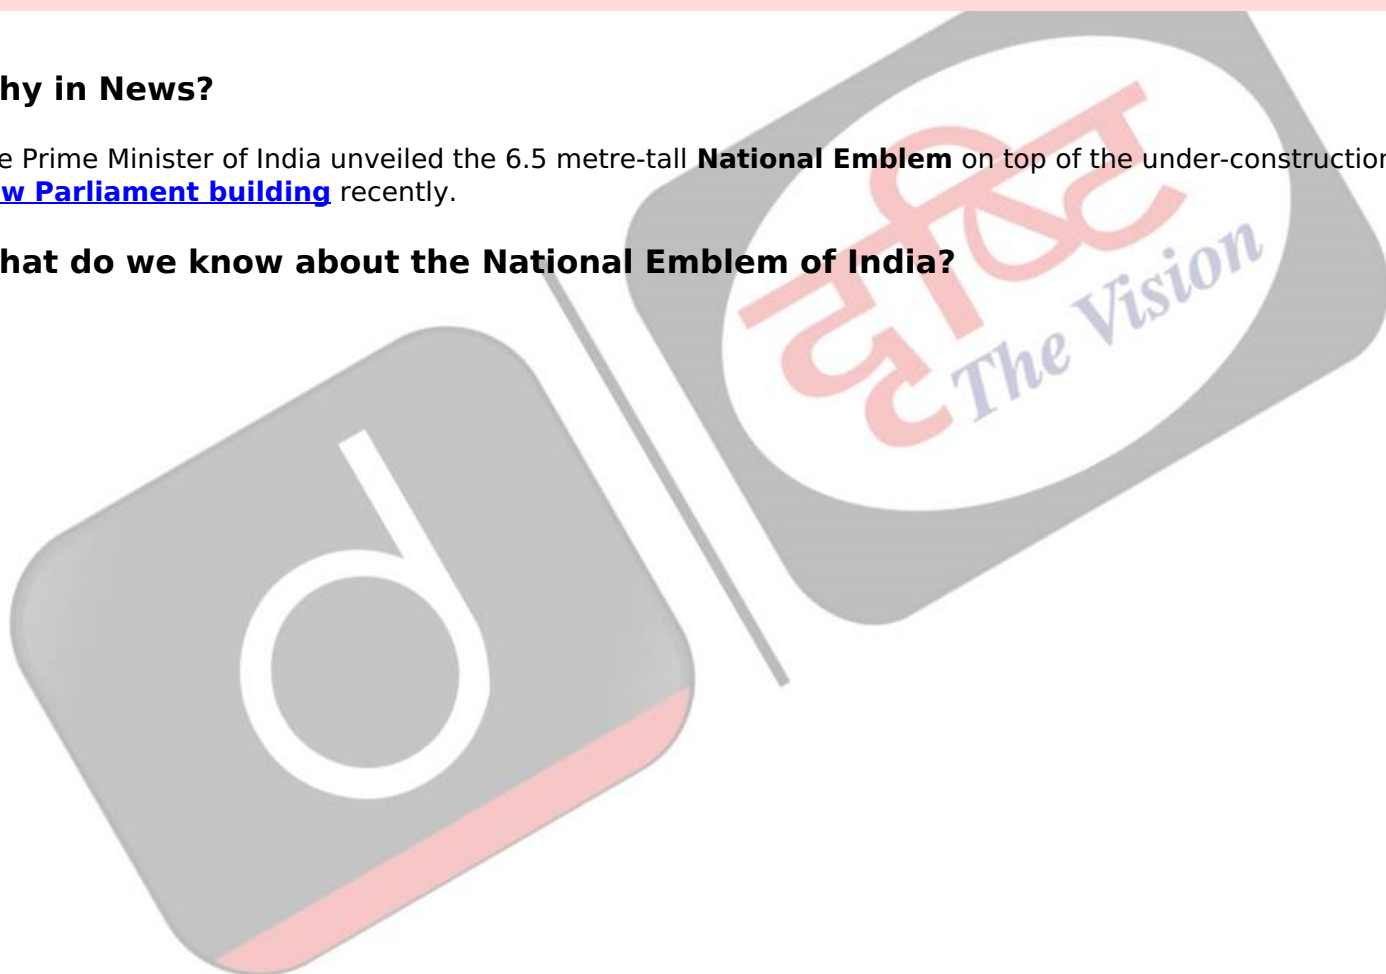 hy in News?
e Prime Minister of India unveiled the 6.5 metre-tall National Emblem on top of the under-construction
w Parliament building recently.
hat do we know about the National Emblem of India?
दृष्टि
The Vision
d